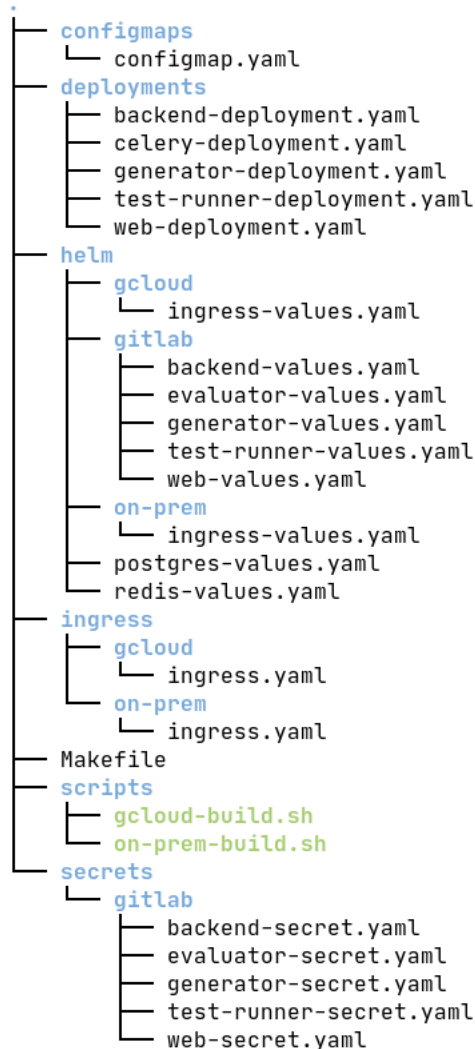 .
configmaps
configmap.yaml
deployments
backend-deployment.yaml
celery-deployment.yaml
generator-deployment.yaml
test-runner-deployment.yaml
web-deployment.yaml
helm
gcloud
ingress-values.yaml
gitlab
backend-values.yaml
evaluator-values.yaml
generator-values.yaml
test-runner-values.yaml
web-values.yaml
on-prem
ingress-values.yaml
postgres-values.yaml
redis-values.yaml
ingress
gcloud
ingress.yaml
on-prem
ingress.yaml
Makefile
scripts
gcloud-build.sh
on-prem-build.sh
secrets
gitlab
backend-secret.yaml
evaluator-secret.yaml
generator-secret.yaml
test-runner-secret.yaml
web-secret.yaml